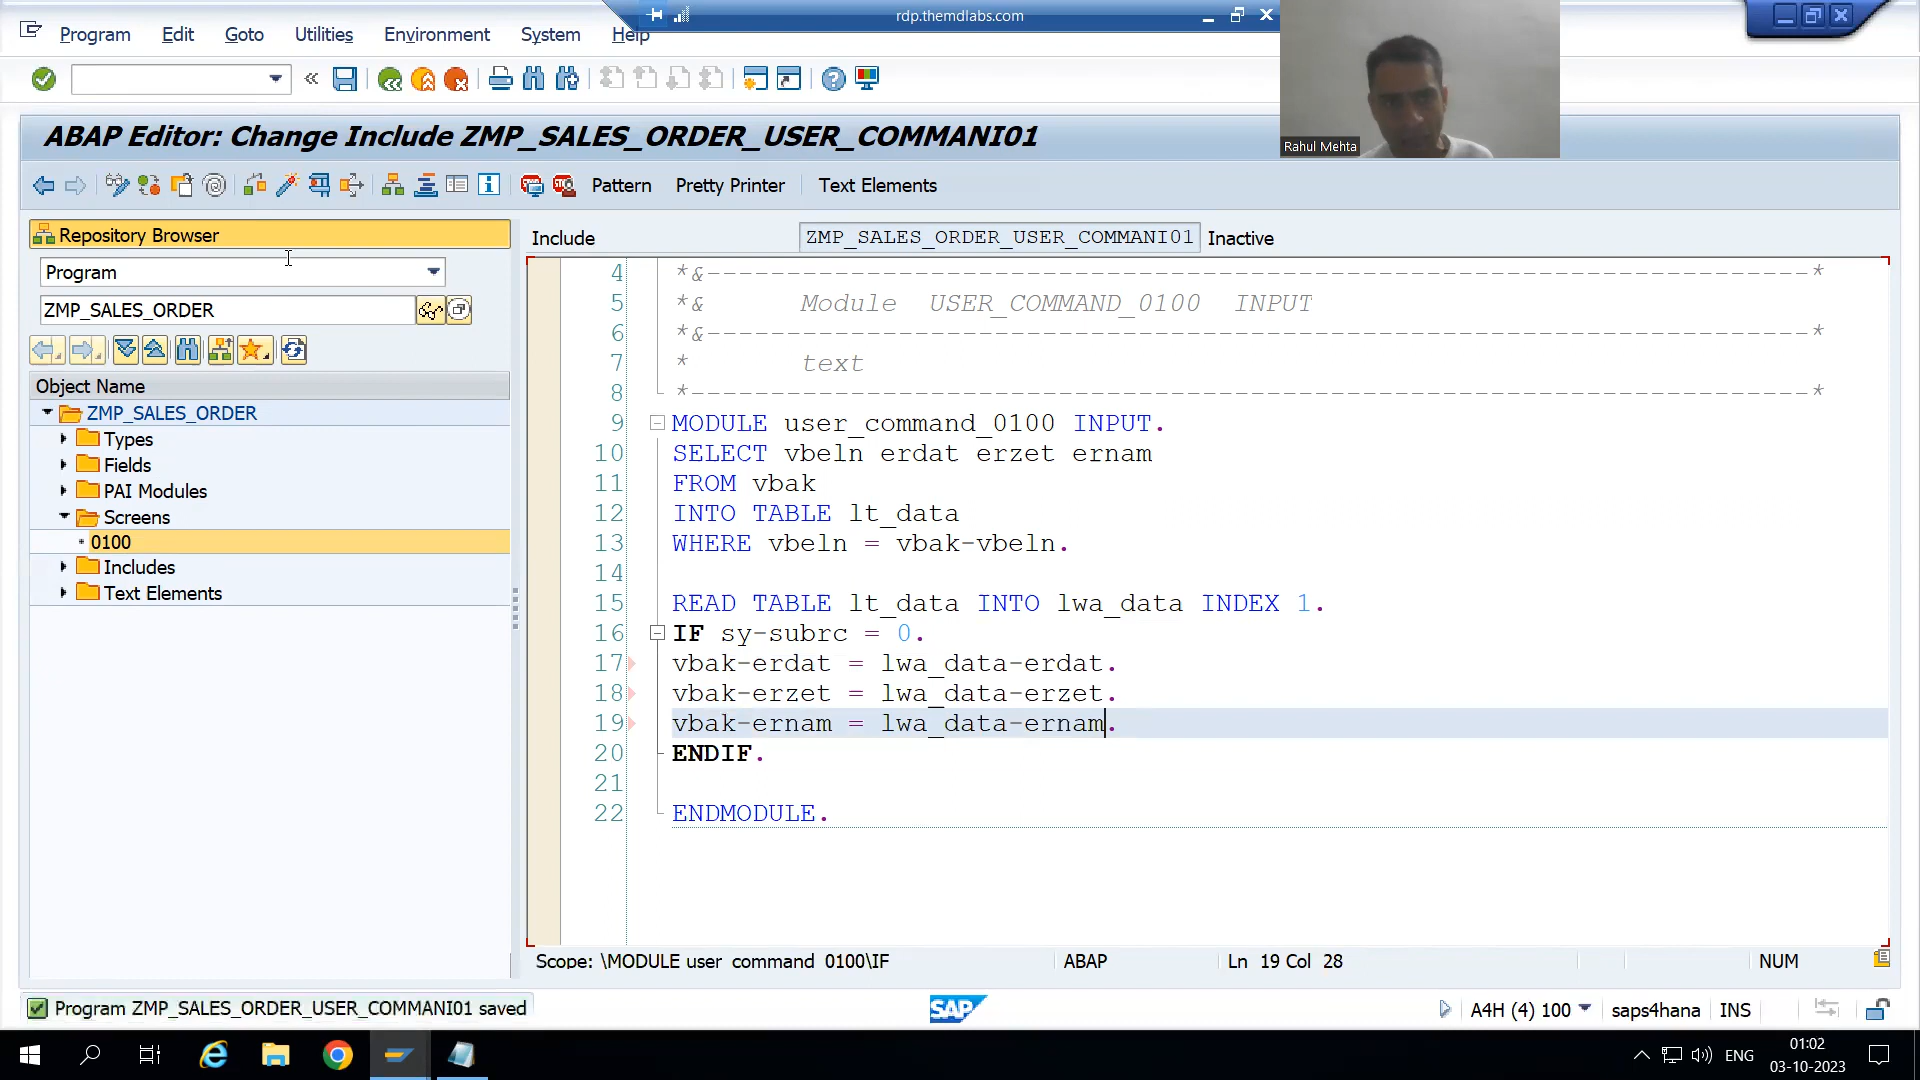 rdp.themdlabs.com
Program Edit Goto Utilities Environment System Help
Rahul Mehta
ABAP Editor: Change Include ZMP_SALES_ORDER_USER_COMMANI01
Pattern Pretty Printer Text Elements
Repository Browser
Program
ZMP_SALES_ORDER
Object Name
ZMP_SALES_ORDER
Types
Fields
PAI Modules
Screens
0100
Includes
Text Elements
Include ZMP_SALES_ORDER_USER_COMMANI01 Inactive
4 *&---------------------------------------------------------------------*
5 *& Module USER_COMMAND_0100 INPUT
6 *&---------------------------------------------------------------------*
7 * text
8 *----------------------------------------------------------------------*
9 MODULE user_command_0100 INPUT.
10 SELECT vbeln erdat erzet ernam
11 FROM vbak
12 INTO TABLE lt_data
13 WHERE vbeln = vbak-vbeln.
14
15 READ TABLE lt_data INTO lwa_data INDEX 1.
16 IF sy-subrc = 0.
17 vbak-erdat = lwa_data-erdat.
18 vbak-erzet = lwa_data-erzet.
19 vbak-ernam = lwa_data-ernam.
20 ENDIF.
21
22 ENDMODULE.
Scope: \MODULE user_command_0100\IF ABAP Ln 19 Col 28 NUM
Program ZMP_SALES_ORDER_USER_COMMANI01 saved
SAP
A4H (4) 100 saps4hana INS
ENG
01:02
03-10-2023